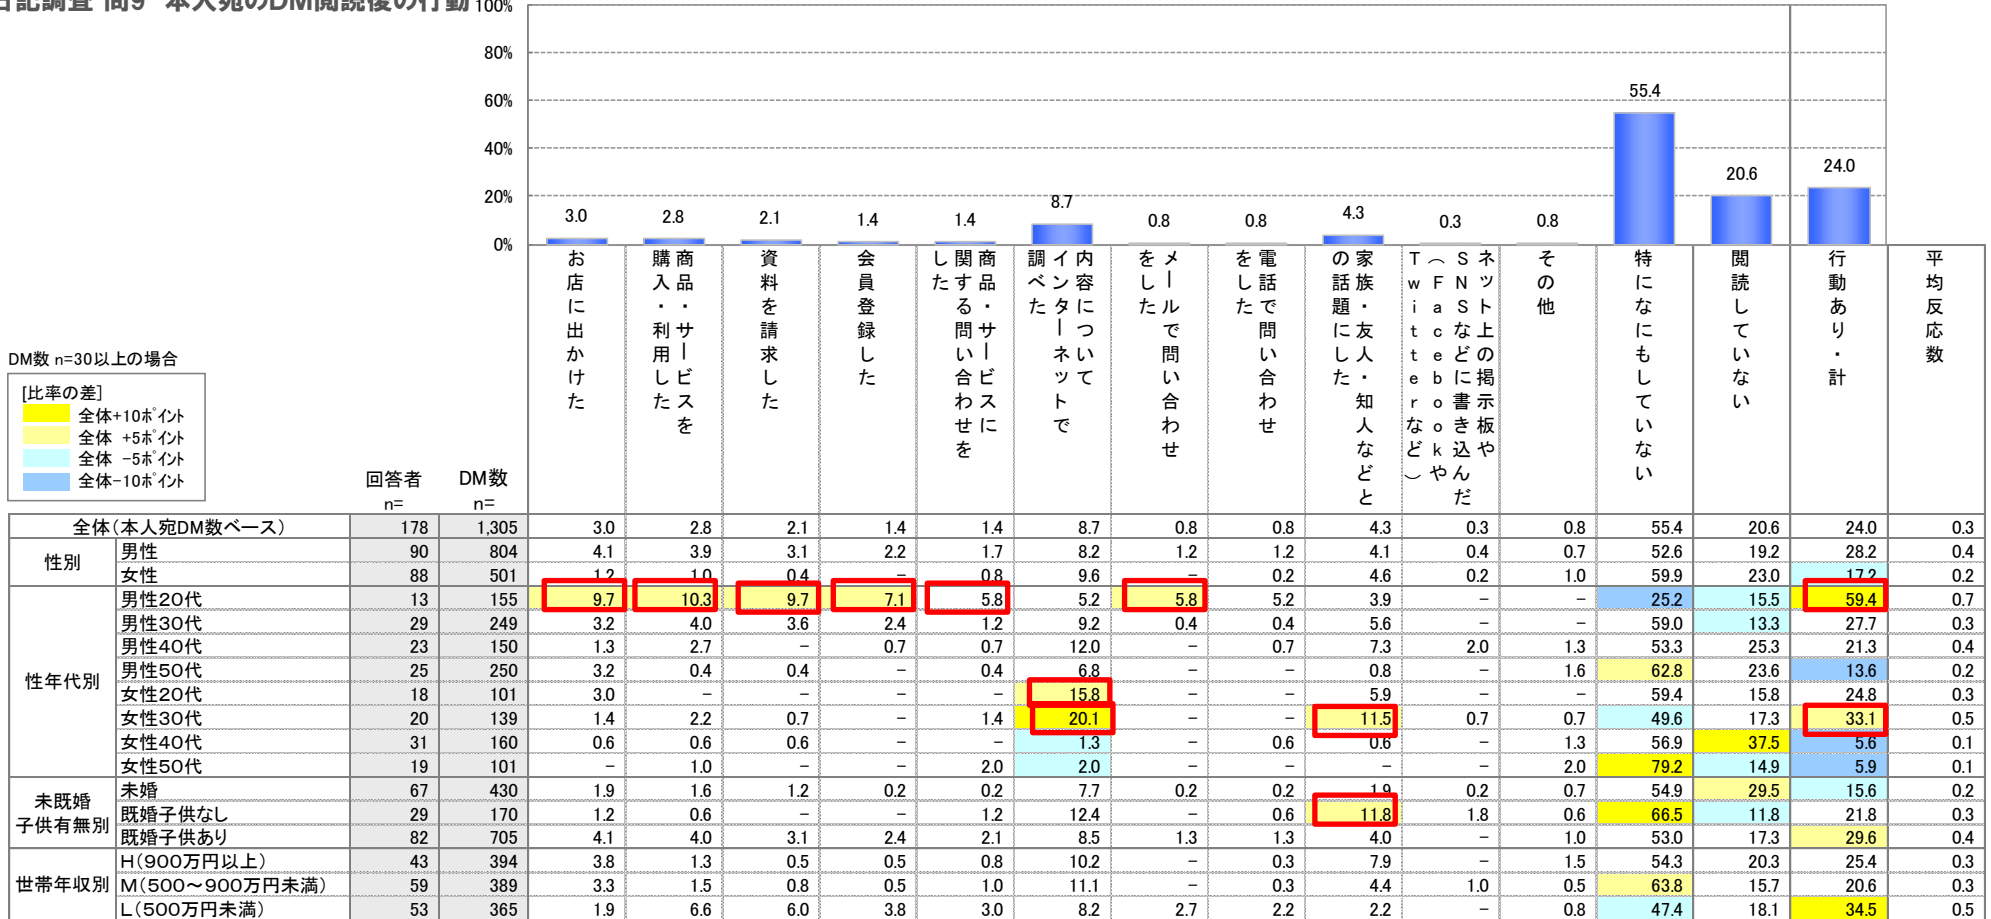 日記調査 問9 本人宛のDM閲読後の行動
100%
80%
60%
40%
20%
0%
3.0 2.8 2.1 1.4 1.4 8.7 0.8 0.8 4.3 0.3 0.8 55.4 20.6 24.0
お店に出かけた
商品・サービスを購入・利用した
資料を請求した
会員登録した
商品・サービスに関する問い合わせをした
内容についてインターネットで調べた
メールで問い合わせをした
電話で問い合わせをした
家族・友人・知人などとの話題にした
ネット上の掲示板やSNSなどに書き込んだ(FacebookやTwitterなど)
その他
特になにもしていない
閲読していない
行動あり・計
平均反応数
DM数 n=30以上の場合
[比率の差]
全体+10ポイント
全体 +5ポイント
全体 -5ポイント
全体-10ポイント
回答者 n=
DM数 n=
全体(本人宛DM数ベース) 178 1,305 3.0 2.8 2.1 1.4 1.4 8.7 0.8 0.8 4.3 0.3 0.8 55.4 20.6 24.0 0.3
性別
男性 90 804 4.1 3.9 3.1 2.2 1.7 8.2 1.2 1.2 4.1 0.4 0.7 52.6 19.2 28.2 0.4
女性 88 501 1.2 1.0 0.4 - 0.8 9.6 - 0.2 4.6 0.2 1.0 59.9 23.0 17.2 0.2
性年代別
男性20代 13 155 9.7 10.3 9.7 7.1 5.8 5.2 5.8 5.2 3.9 - - 25.2 15.5 59.4 0.7
男性30代 29 249 3.2 4.0 3.6 2.4 1.2 9.2 0.4 0.4 5.6 - - 59.0 13.3 27.7 0.3
男性40代 23 150 1.3 2.7 - 0.7 0.7 12.0 - 0.7 7.3 2.0 1.3 53.3 25.3 21.3 0.4
男性50代 25 250 3.2 0.4 0.4 - 0.4 6.8 - - 0.8 - 1.6 62.8 23.6 13.6 0.2
女性20代 18 101 3.0 - - - - 15.8 - - 5.9 - - 59.4 15.8 24.8 0.3
女性30代 20 139 1.4 2.2 0.7 - 1.4 20.1 - - 11.5 0.7 0.7 49.6 17.3 33.1 0.5
女性40代 31 160 0.6 0.6 0.6 - - 1.3 - 0.6 0.6 - 1.3 56.9 37.5 5.6 0.1
女性50代 19 101 - 1.0 - - 2.0 2.0 - - - - 2.0 79.2 14.9 5.9 0.1
未既婚
子供有無別
未婚 67 430 1.9 1.6 1.2 0.2 0.2 7.7 0.2 0.2 1.9 0.2 0.7 54.9 29.5 15.6 0.2
既婚子供なし 29 170 1.2 0.6 - - 1.2 12.4 - 0.6 11.8 1.8 0.6 66.5 11.8 21.8 0.3
既婚子供あり 82 705 4.1 4.0 3.1 2.4 2.1 8.5 1.3 1.3 4.0 - 1.0 53.0 17.3 29.6 0.4
世帯年収別
H(900万円以上) 43 394 3.8 1.3 0.5 0.5 0.8 10.2 - 0.3 7.9 - 1.5 54.3 20.3 25.4 0.3
M(500～900万円未満) 59 389 3.3 1.5 0.8 0.5 1.0 11.1 - 0.3 4.4 1.0 0.5 63.8 15.7 20.6 0.3
L(500万円未満) 53 365 1.9 6.6 6.0 3.8 3.0 8.2 2.7 2.2 2.2 - 0.8 47.4 18.1 34.5 0.5